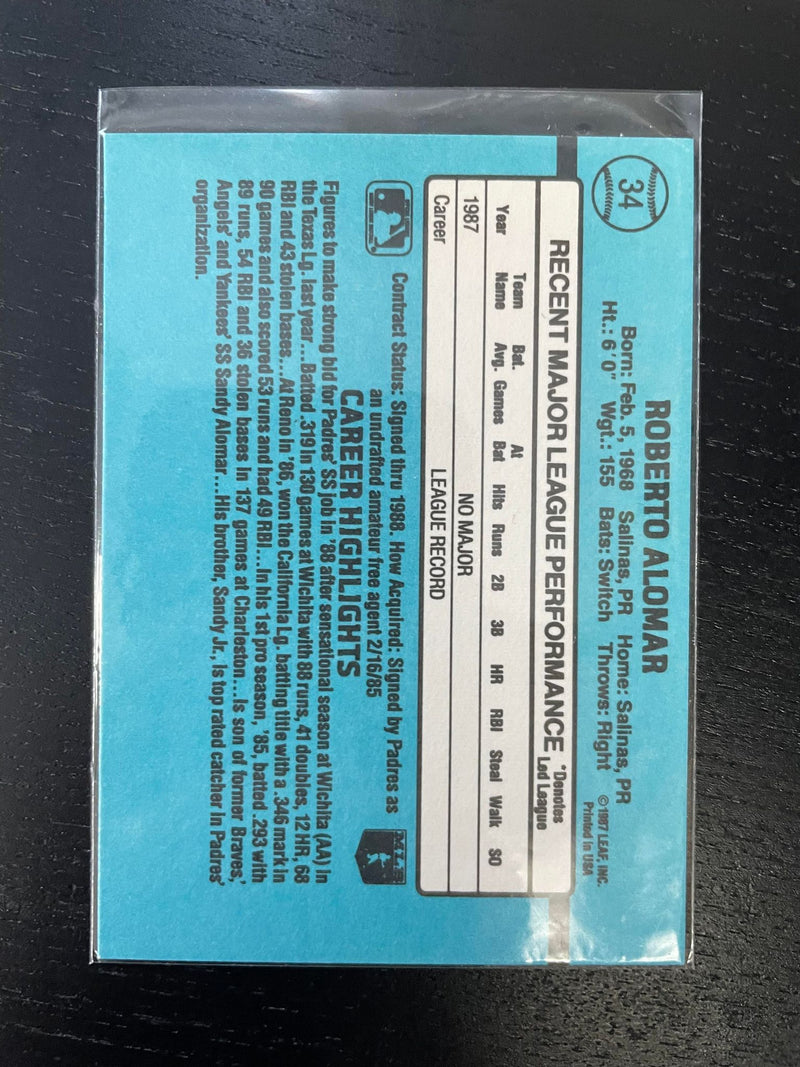 34
ROBERTO ALOMAR
Born: Feb. 5, 1968 Salinas, PR Home: Salinas, PR
Ht.: 6'0" Wgt.: 155 Bats: Switch Throws: Right
©1987 LEAF, INC.
Printed in USA
RECENT MAJOR LEAGUE PERFORMANCE
*Denotes
Led League
Year Team Name Bat. Avg. Games At Bat Hits Runs 2B 3B HR RBI Steal Walk SO
1987 NO MAJOR
Career LEAGUE RECORD
Contract Status: Signed thru 1988. How Acquired: Signed by Padres as
an undrafted amateur free agent 2/16/85
MLB
CAREER HIGHLIGHTS
Figures to make strong bid for Padres' SS job in '88 after sensational season at Wichita (AA) in
the Texas Lg. last year...Batted .319 in 130 games at Wichita with 88 runs, 41 doubles, 12 HR, 68
RBI and 43 stolen bases...At Reno in '86, won the California Lg. batting title with a .346 mark in
90 games and also scored 53 runs and had 49 RBI...In his 1st pro season, '85, batted .293 with
89 runs, 54 RBI and 36 stolen bases in 137 games at Charleston...Is son of former Braves,'
Angels' and Yankees' SS Sandy Alomar...His brother, Sandy Jr., is top rated catcher in Padres'
organization.